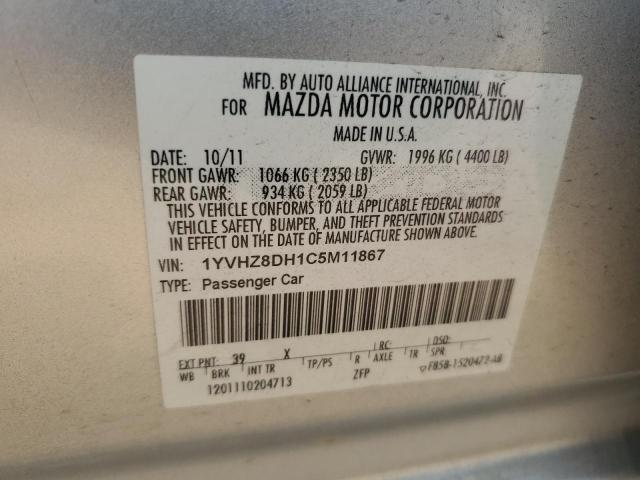 MFD. BY AUTO ALLIANCE INTERNATIONAL, INC.
FOR MAZDA MOTOR CORPORATION
MADE IN U.S.A.
DATE: 10/11 GVWR: 1996 KG ( 4400 LB)
FRONT GAWR: 1066 KG ( 2350 LB)
REAR GAWR: 934 KG ( 2059 LB)
THIS VEHICLE CONFORMS TO ALL APPLICABLE FEDERAL MOTOR
VEHICLE SAFETY, BUMPER, AND THEFT PREVENTION STANDARDS
IN EFFECT ON THE DATE OF MANUFACTURE SHOWN ABOVE.
VIN: 1YVHZ8DH1C5M11867
TYPE: Passenger Car
EXT PNT: 39 X RC: DSO:
WB BRK INT TR TP/PS R AXLE TR SPR:
1201110204713 ZFP F85B-1520472-AB